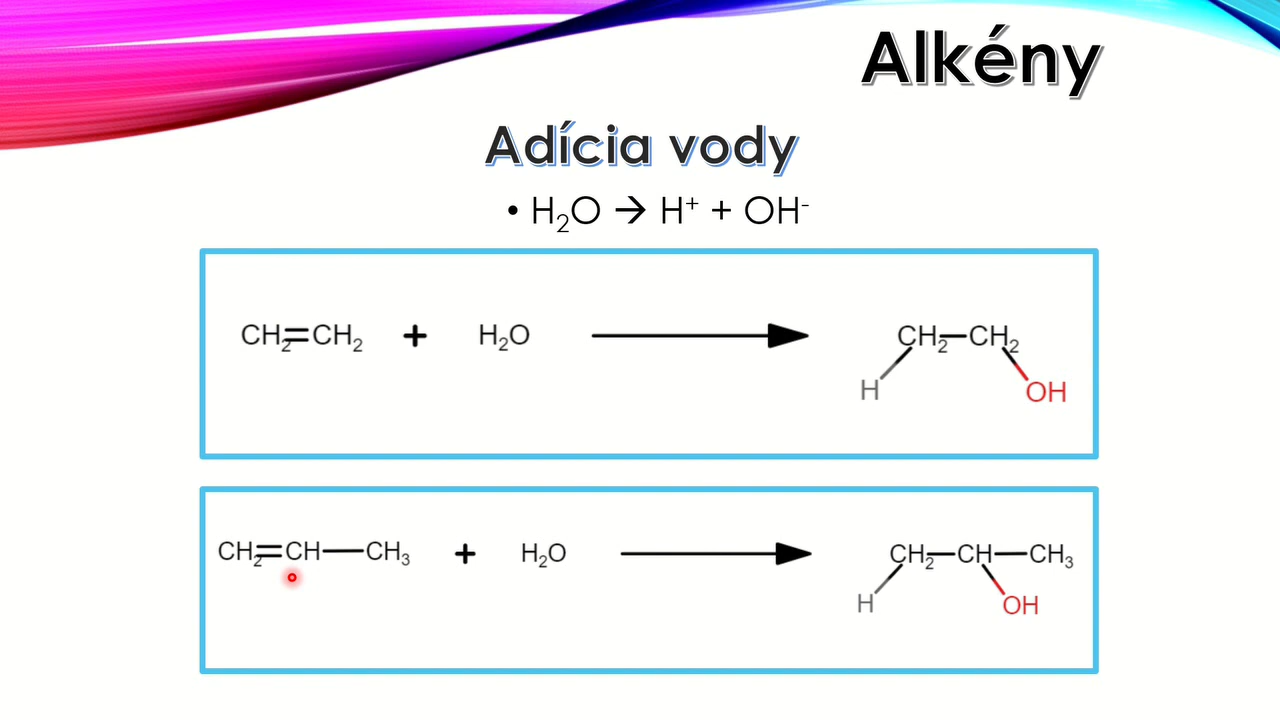 Alkény
Adícia vody
• H₂O → H⁺ + OH⁻
CH₂=CH₂ + H₂O → CH₂—CH₂
H OH
CH₂=CH—CH₃ + H₂O → CH₂—CH—CH₃
H OH